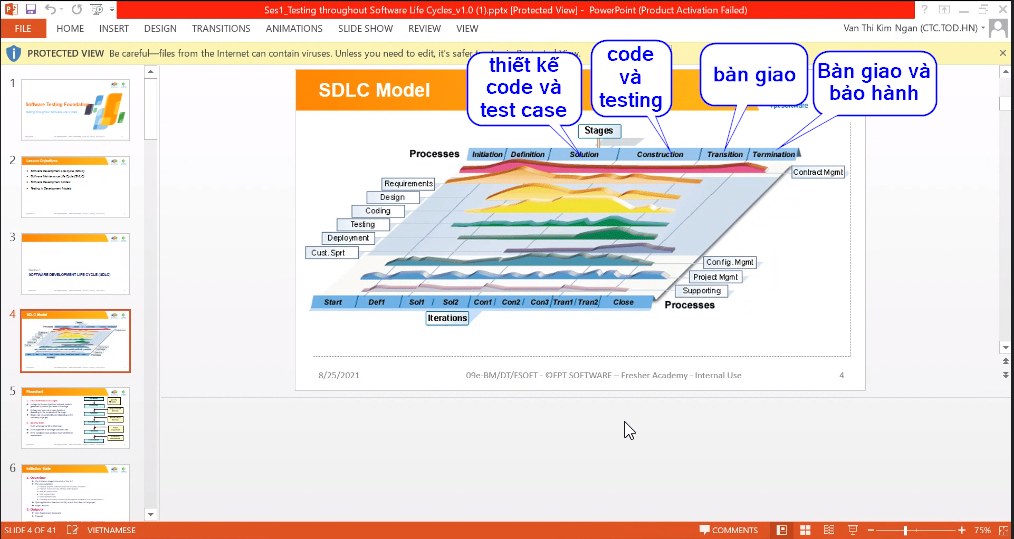 Ses1_Testing throughout Software Life Cycles_v1.0 (1).pptx [Protected View] - PowerPoint (Product Activation Failed)
FILE HOME INSERT DESIGN TRANSITIONS ANIMATIONS SLIDE SHOW REVIEW VIEW
Van Thi Kim Ngan (CTC.TOD.HN)
PROTECTED VIEW Be careful—files from the Internet can contain viruses. Unless you need to edit, it's safer
thiết kế
code và
test case
code
và
testing
bàn giao
Bàn giao và
bảo hành
SDLC Model
Stages
Processes
Initiation Definition Solution Construction Transition Termination
Contract Mgmt
Requirements
Design
Coding
Testing
Deployment
Cust. Sprt
Config. Mgmt
Project Mgmt
Supporting
Processes
Start Def1 Sol1 Sol2 Con1 Con2 Con3 Tran1 Tran2 Close
Iterations
8/25/2021
09e-BM/DT/FSOFT - ©FPT SOFTWARE – Fresher Academy - Internal Use
4
1
Software Testing Foundation
2
3
SOFTWARE DEVELOPMENT LIFE CYCLE (SDLC)
4
SDLC Model
5
6
SLIDE 4 OF 41
VIETNAMESE
COMMENTS
75%